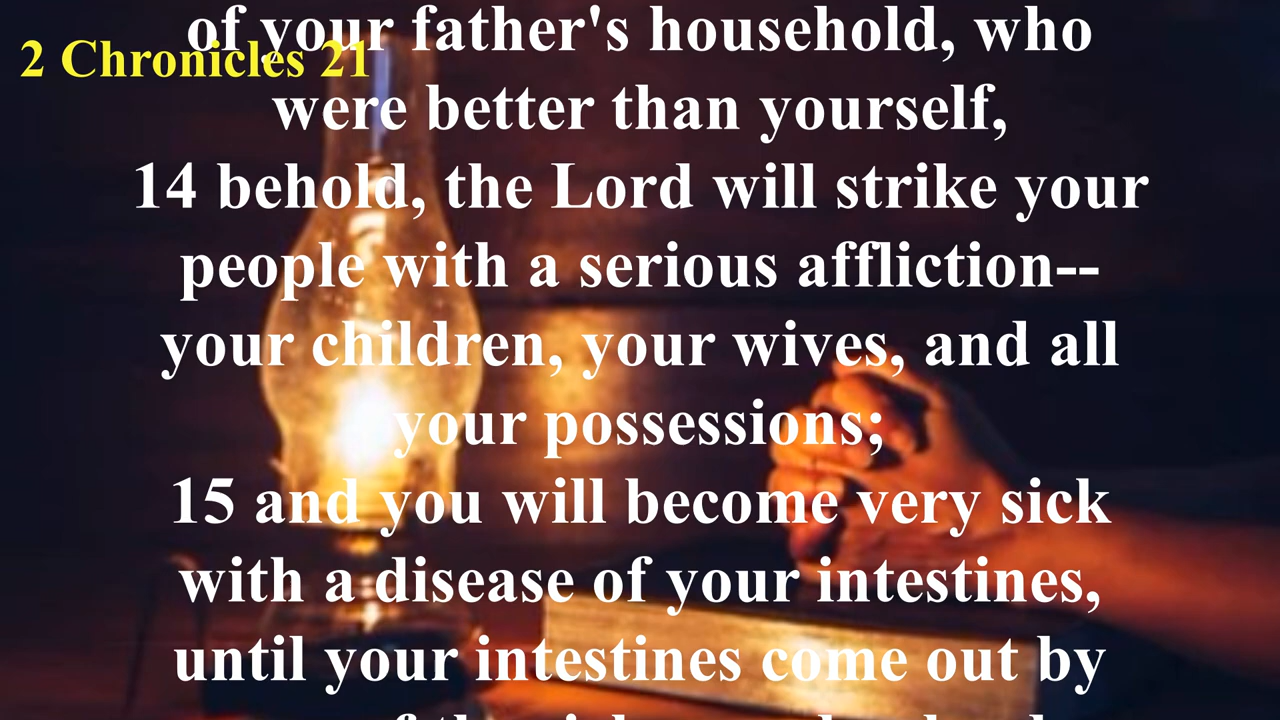 of your father's household, who
2 Chronicles 21
were better than yourself,
14 behold, the Lord will strike your
people with a serious affliction--
your children, your wives, and all
your possessions;
15 and you will become very sick
with a disease of your intestines,
until your intestines come out by